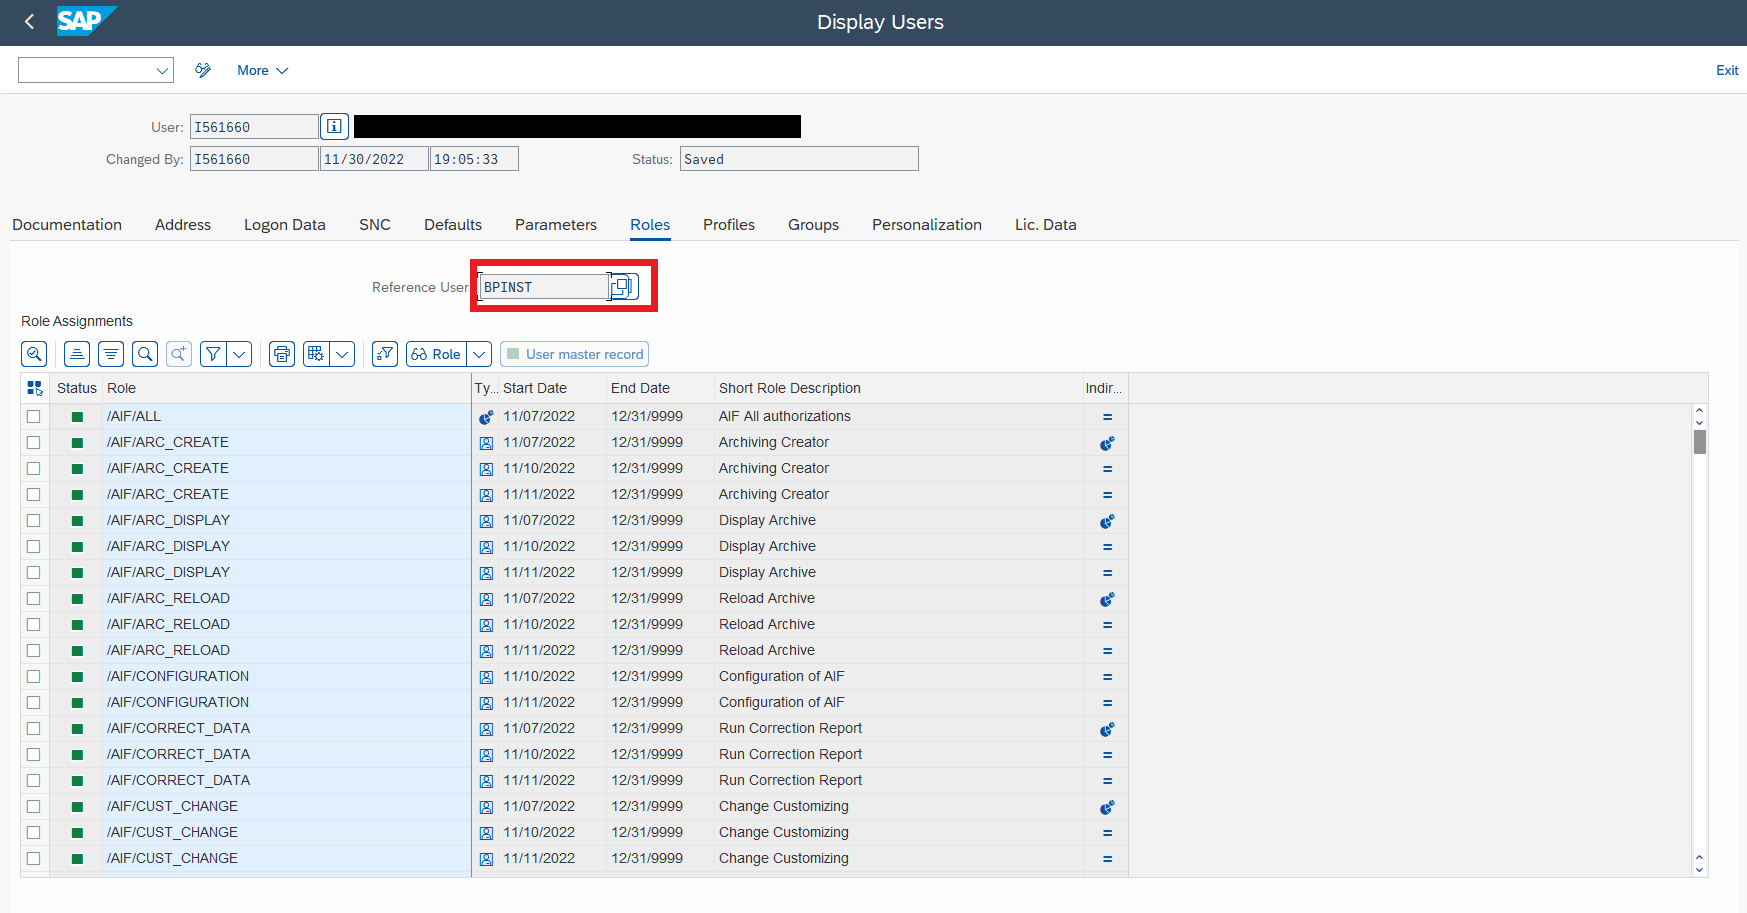 SAP Display Users
More Exit
User: I561660
Changed By: I561660 11/30/2022 19:05:33 Status: Saved
Documentation Address Logon Data SNC Defaults Parameters Roles Profiles Groups Personalization Lic. Data
Reference User BPINST
Role Assignments
Role User master record
Status Role Ty... Start Date End Date Short Role Description Indir...
/AIF/ALL 11/07/2022 12/31/9999 AIF All authorizations =
/AIF/ARC_CREATE 11/07/2022 12/31/9999 Archiving Creator
/AIF/ARC_CREATE 11/10/2022 12/31/9999 Archiving Creator =
/AIF/ARC_CREATE 11/11/2022 12/31/9999 Archiving Creator =
/AIF/ARC_DISPLAY 11/07/2022 12/31/9999 Display Archive
/AIF/ARC_DISPLAY 11/10/2022 12/31/9999 Display Archive =
/AIF/ARC_DISPLAY 11/11/2022 12/31/9999 Display Archive =
/AIF/ARC_RELOAD 11/07/2022 12/31/9999 Reload Archive
/AIF/ARC_RELOAD 11/10/2022 12/31/9999 Reload Archive =
/AIF/ARC_RELOAD 11/11/2022 12/31/9999 Reload Archive =
/AIF/CONFIGURATION 11/10/2022 12/31/9999 Configuration of AIF =
/AIF/CONFIGURATION 11/11/2022 12/31/9999 Configuration of AIF =
/AIF/CORRECT_DATA 11/07/2022 12/31/9999 Run Correction Report
/AIF/CORRECT_DATA 11/10/2022 12/31/9999 Run Correction Report =
/AIF/CORRECT_DATA 11/11/2022 12/31/9999 Run Correction Report =
/AIF/CUST_CHANGE 11/07/2022 12/31/9999 Change Customizing
/AIF/CUST_CHANGE 11/10/2022 12/31/9999 Change Customizing =
/AIF/CUST_CHANGE 11/11/2022 12/31/9999 Change Customizing =